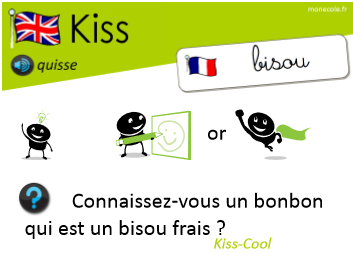 monecole.fr
Kiss
quisse
bisou
or
?
Connaissez-vous un bonbon
qui est un bisou frais ?
Kiss-Cool